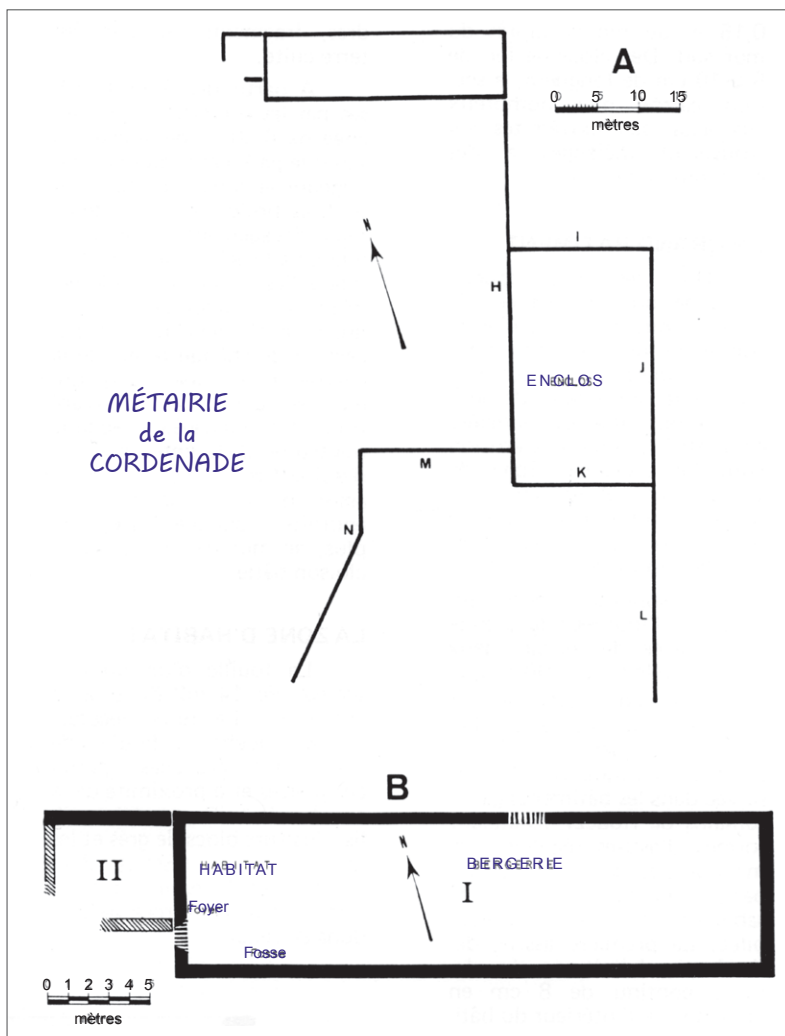 A
0 5 10 15
mètres
N
I
H
J
ENCLOS
MÉTAIRIE
de la
CORDENADE
M
K
N
L
B
N
II
HABITAT
BERGERIE
I
Foyer
Fosse
0 1 2 3 4 5
mètres